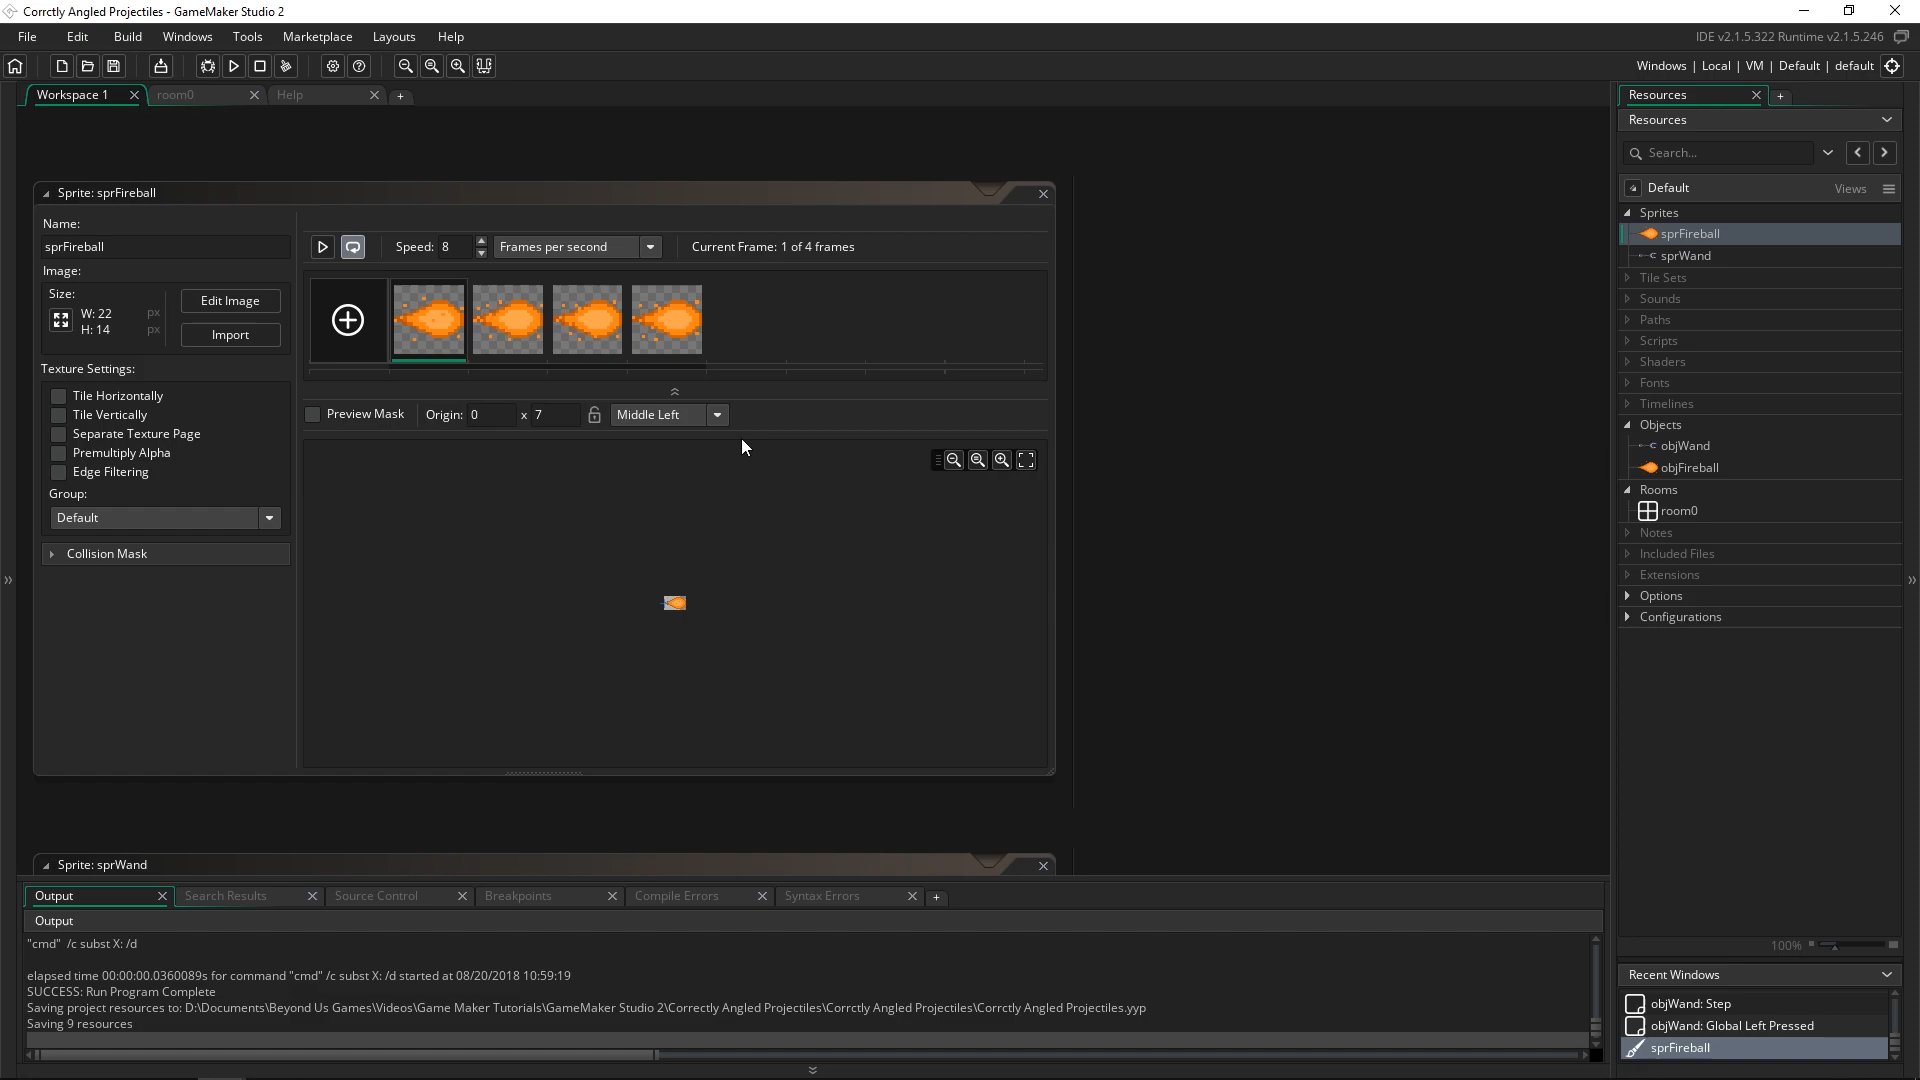 Corrctly Angled Projectiles - GameMaker Studio 2
File Edit Build Windows Tools Marketplace Layouts Help
IDE v2.1.5.322 Runtime v2.1.5.246
Windows | Local | VM | Default | default
Workspace 1
room0
Help
Sprite: sprFireball
Name:
sprFireball
Image:
Size:
W: 22 px
H: 14 px
Edit Image
Import
Texture Settings:
Tile Horizontally
Tile Vertically
Separate Texture Page
Premultiply Alpha
Edge Filtering
Group:
Default
Collision Mask
Speed: 8
Frames per second
Current Frame: 1 of 4 frames
Preview Mask
Origin: 0 x 7
Middle Left
Sprite: sprWand
Output
Search Results
Source Control
Breakpoints
Compile Errors
Syntax Errors
Output
"cmd" /c subst X: /d
elapsed time 00:00:00.0360089s for command "cmd" /c subst X: /d started at 08/20/2018 10:59:19
SUCCESS: Run Program Complete
Saving project resources to: D:\Documents\Beyond Us Games\Videos\Game Maker Tutorials\GameMaker Studio 2\Correctly Angled Projectiles\Corrctly Angled Projectiles\Corrctly Angled Projectiles.yyp
Saving 9 resources
Resources
Resources
Search...
Default
Views
Sprites
sprFireball
sprWand
Tile Sets
Sounds
Paths
Scripts
Shaders
Fonts
Timelines
Objects
objWand
objFireball
Rooms
room0
Notes
Included Files
Extensions
Options
Configurations
100%
Recent Windows
objWand: Step
objWand: Global Left Pressed
sprFireball